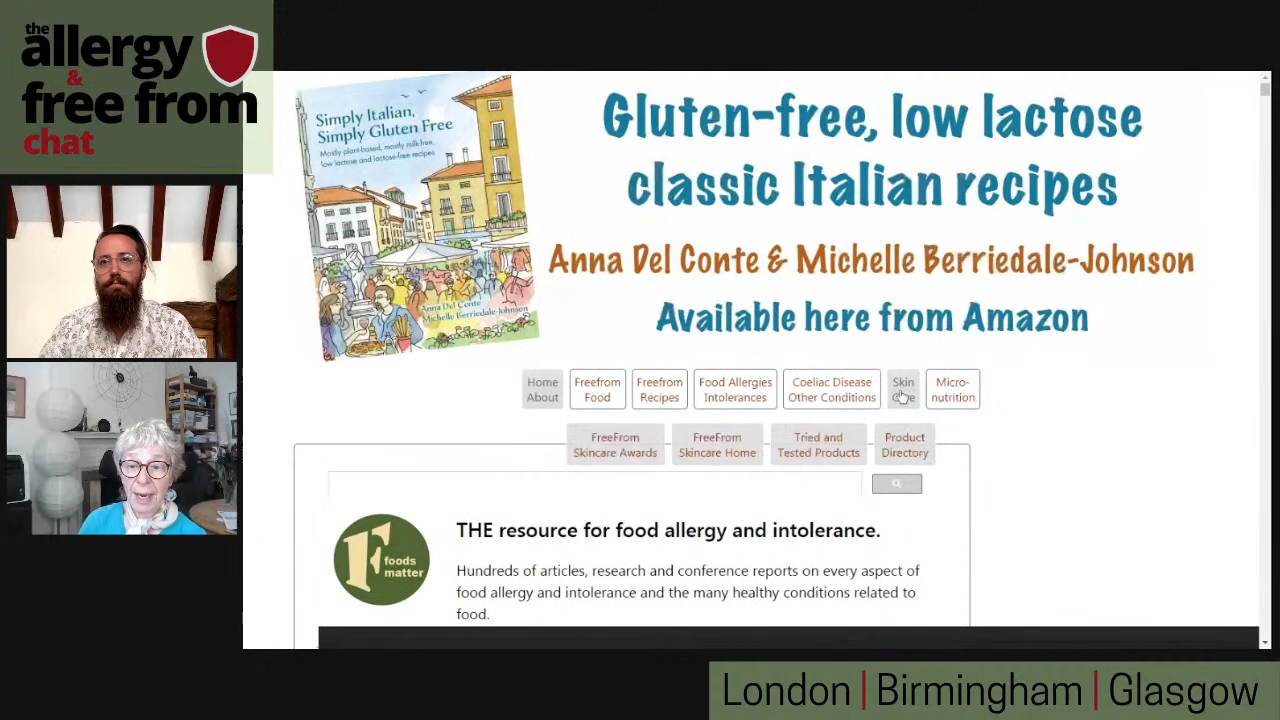 the
allergy
&
free from
chat
Simply Italian,
Simply Gluten Free
Mostly plant-based, mostly milk-free,
low lactose and lactose-free recipes
Anna Del Conte
Michelle Berriedale-Johnson
Gluten-free, low lactose
classic Italian recipes
Anna Del Conte & Michelle Berriedale-Johnson
Available here from Amazon
Home
About
Freefrom
Food
Freefrom
Recipes
Food Allergies
Intolerances
Coeliac Disease
Other Conditions
Skin
Micro-
nutrition
FreeFrom
Skincare Awards
FreeFrom
Skincare Home
Tried and
Tested Products
Product
Directory
F foods
matter
THE resource for food allergy and intolerance.
Hundreds of articles, research and conference reports on every aspect of
food allergy and intolerance and the many healthy conditions related to
food.
London | Birmingham | Glasgow